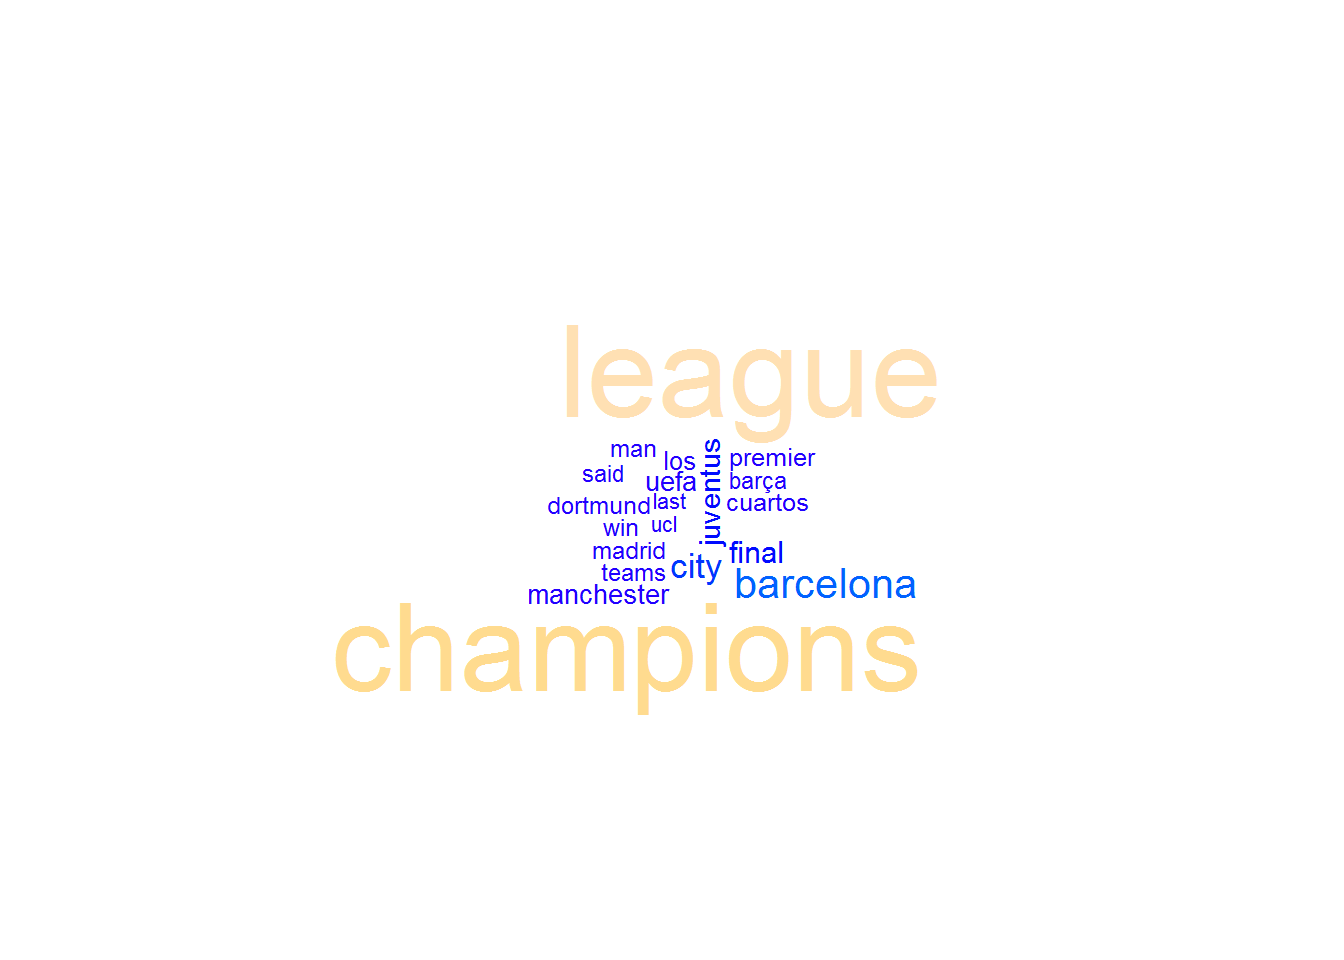 league
man
los
juventus
premier
said
uefa
barça
dortmund
last
cuartos
win
ucl
madrid
city
final
teams
barcelona
manchester
champions